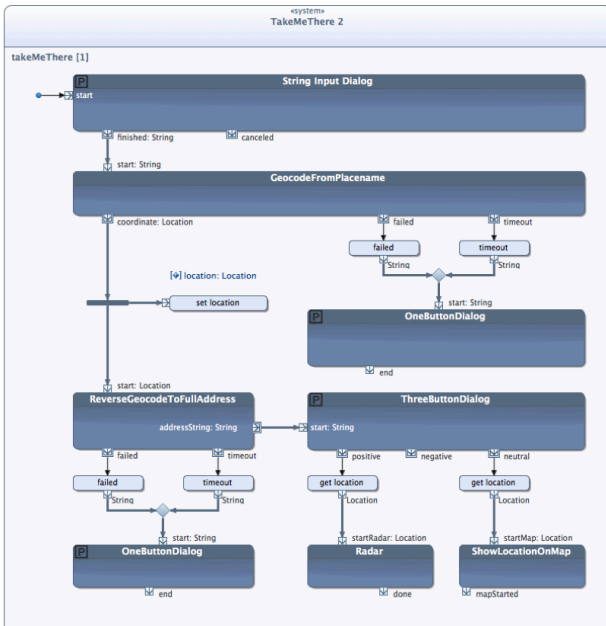 «system»
TakeMeThere 2
takeMeThere [1]
P
String Input Dialog
start
finished: String
canceled
start: String
GeocodeFromPlacename
coordinate: Location
failed
timeout
failed
timeout
String
String
location: Location
set location
start: String
P
OneButtonDialog
end
start: Location
ReverseGeocodeToFullAddress
addressString: String
P
ThreeButtonDialog
start: String
failed
timeout
positive
negative
neutral
failed
timeout
get location
get location
String
String
Location
Location
start: String
startRadar: Location
startMap: Location
P
OneButtonDialog
Radar
ShowLocationOnMap
end
done
mapStarted